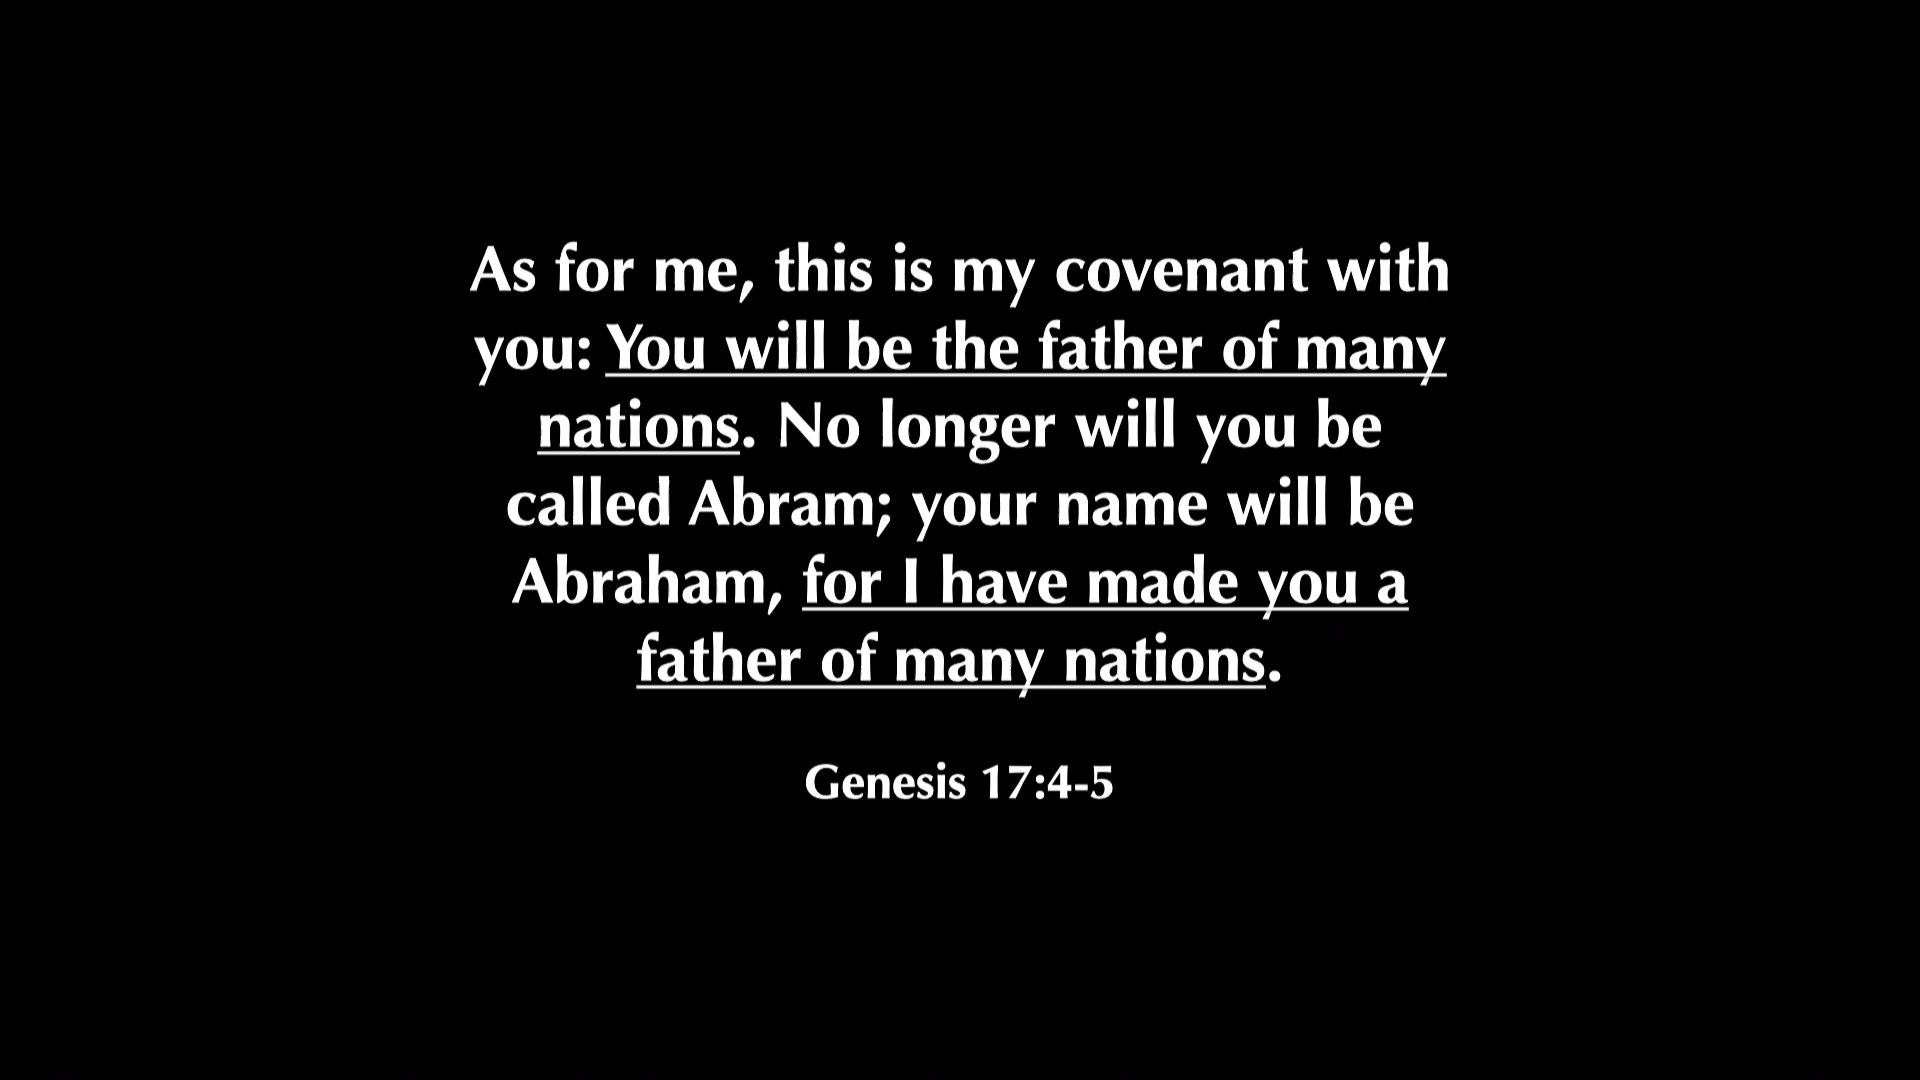 As for me, this is my covenant with
you: You will be the father of many
nations. No longer will you be
called Abram; your name will be
Abraham, for I have made you a
father of many nations.
Genesis 17:4-5